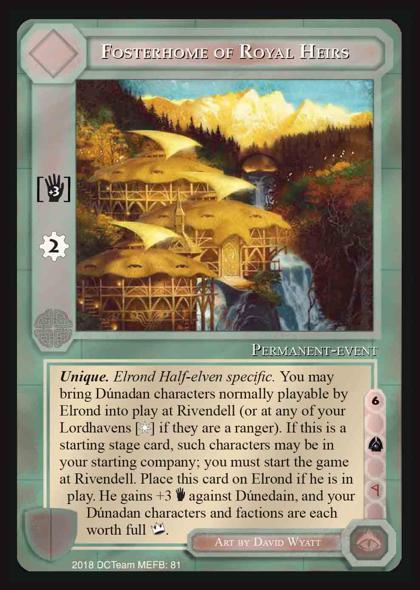 Fosterhome of Royal Heirs
[+3]
2
Permanent-event
Unique. Elrond Half-elven specific. You may
bring Dúnadan characters normally playable by
Elrond into play at Rivendell (or at any of your
Lordhavens [ ] if they are a ranger). If this is a
starting stage card, such characters may be in
your starting company; you must start the game
at Rivendell. Place this card on Elrond if he is in
play. He gains +3 against Dúnedain, and your
Dúnadan characters and factions are each
worth full .
6
Art by David Wyatt
2018 DCTeam MEFB: 81